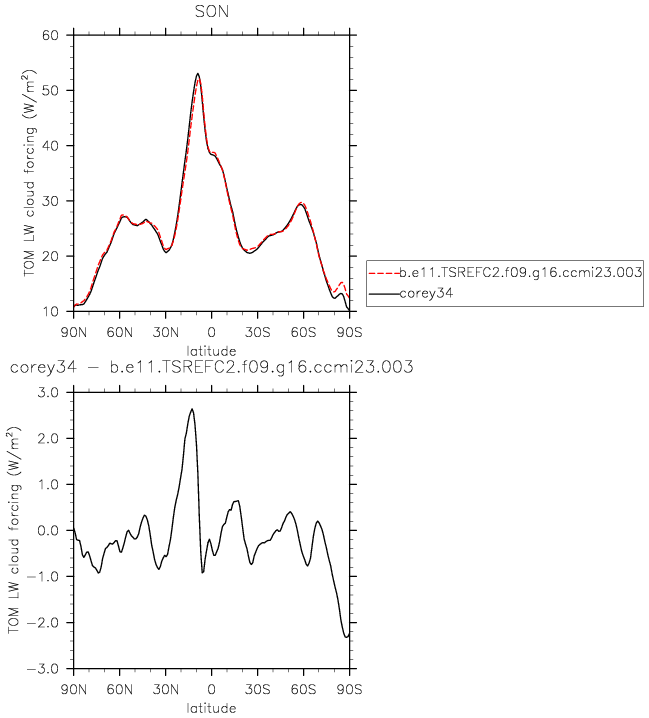 SON
60
50
40
30
20
10
TOM LW cloud forcing (W/m²)
90N 60N 30N 0 30S 60S 90S
latitude
b.e11.TSREFC2.f09.g16.ccmi23.003
corey34
corey34 − b.e11.TSREFC2.f09.g16.ccmi23.003
3.0
2.0
1.0
0.0
−1.0
−2.0
−3.0
TOM LW cloud forcing (W/m²)
90N 60N 30N 0 30S 60S 90S
latitude